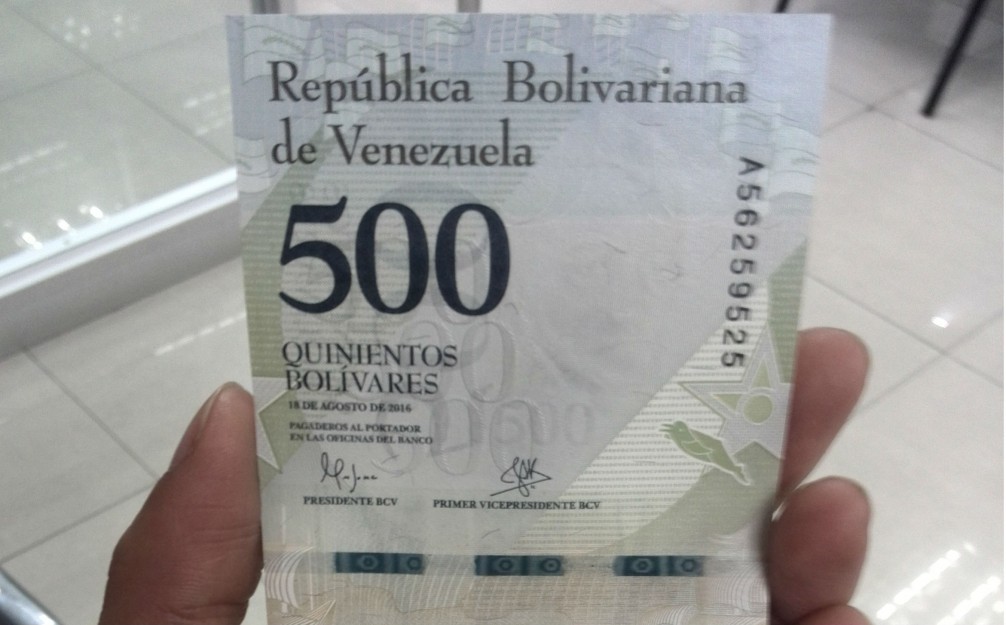 República Bolivariana
de Venezuela
500
QUINIENTOS
BOLÍVARES
18 DE AGOSTO DE 2016
PAGADEROS AL PORTADOR
EN LAS OFICINAS DEL BANCO
PRESIDENTE BCV
PRIMER VICEPRESIDENTE BCV
A56259525